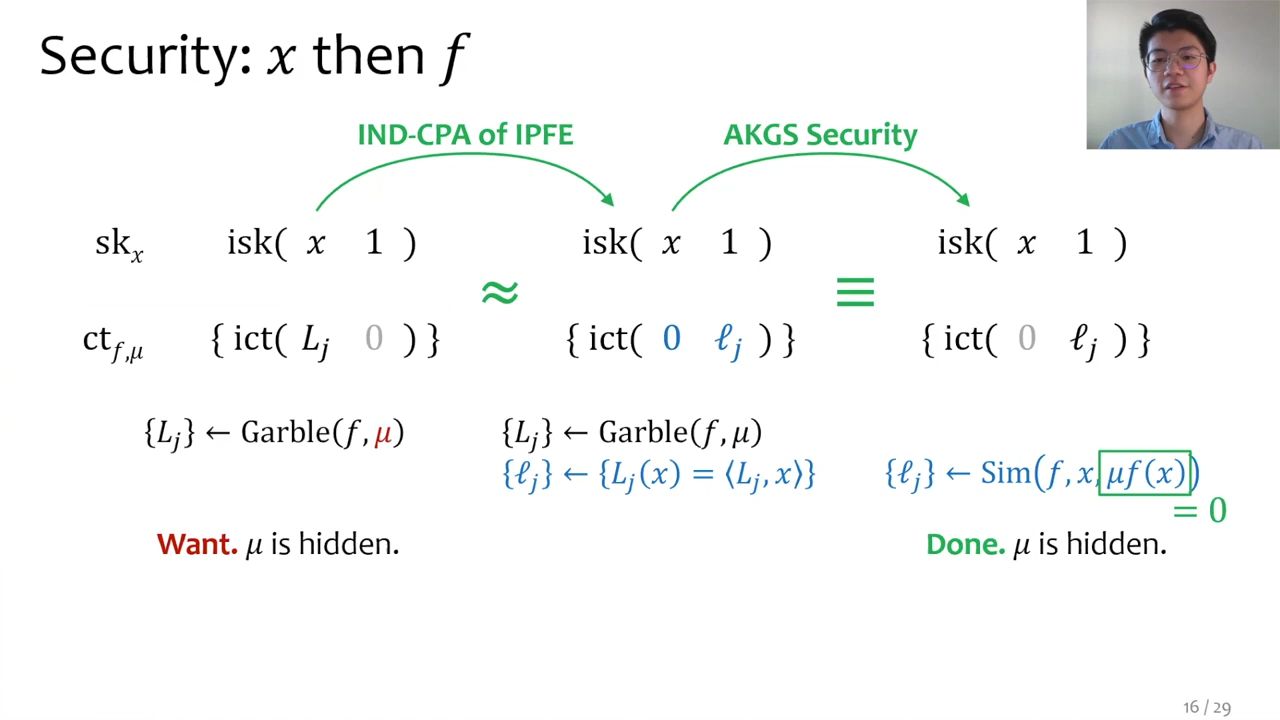 Security: x then f
IND-CPA of IPFE AKGS Security
skₓ isk( x 1 ) isk( x 1 ) isk( x 1 )
≈ ≡
ct_{f,μ} { ict( L_j 0 ) } { ict( 0 ℓ_j ) } { ict( 0 ℓ_j ) }
{L_j} ← Garble(f, μ) {L_j} ← Garble(f, μ)
{ℓ_j} ← {L_j(x) = ⟨L_j, x⟩} {ℓ_j} ← Sim(f, x, μf(x))
= 0
Want. μ is hidden. Done. μ is hidden.
16 / 29